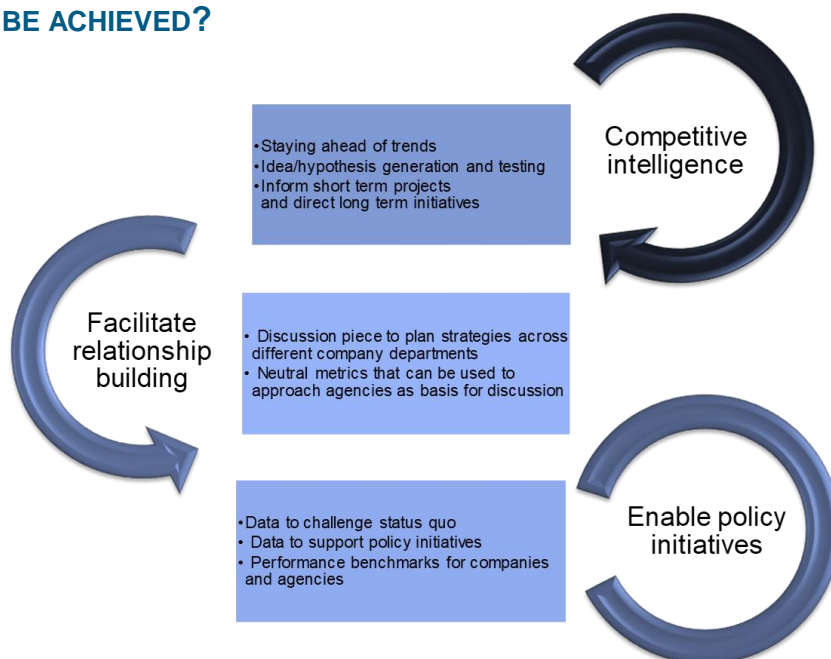 BE ACHIEVED?
•Staying ahead of trends
•Idea/hypothesis generation and testing
•Inform short term projects
and direct long term initiatives
Competitive
intelligence
Facilitate
relationship
building
• Discussion piece to plan strategies across
different company departments
• Neutral metrics that can be used to
approach agencies as basis for discussion
•Data to challenge status quo
• Data to support policy initiatives
• Performance benchmarks for companies
and agencies
Enable policy
initiatives